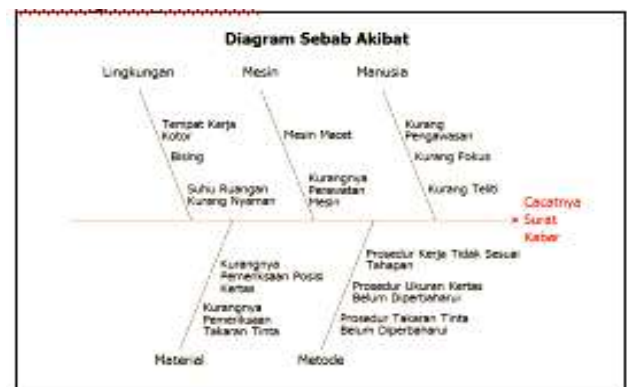 Diagram Sebab Akibat
Lingkungan
Mesin
Manusia
Tempat Kerja
Kotor
Bising
Suhu Ruangan
Kurang Nyaman
Mesin Macet
Kurangnya
Perawatan
Mesin
Kurang
Pengawasan
Kurang Fokus
Kurang Teliti
Cacatnya
Surat
Kabar
Kurangnya
Pemeriksaan Posisi
Kertas
Kurangnya
Pemeriksaan
Takaran Tinta
Material
Prosedur Kerja Tidak Sesuai
Tahapan
Prosedur Ukuran Kertas
Belum Diperbaharui
Prosedur Takaran Tinta
Belum Diperbaharui
Metode